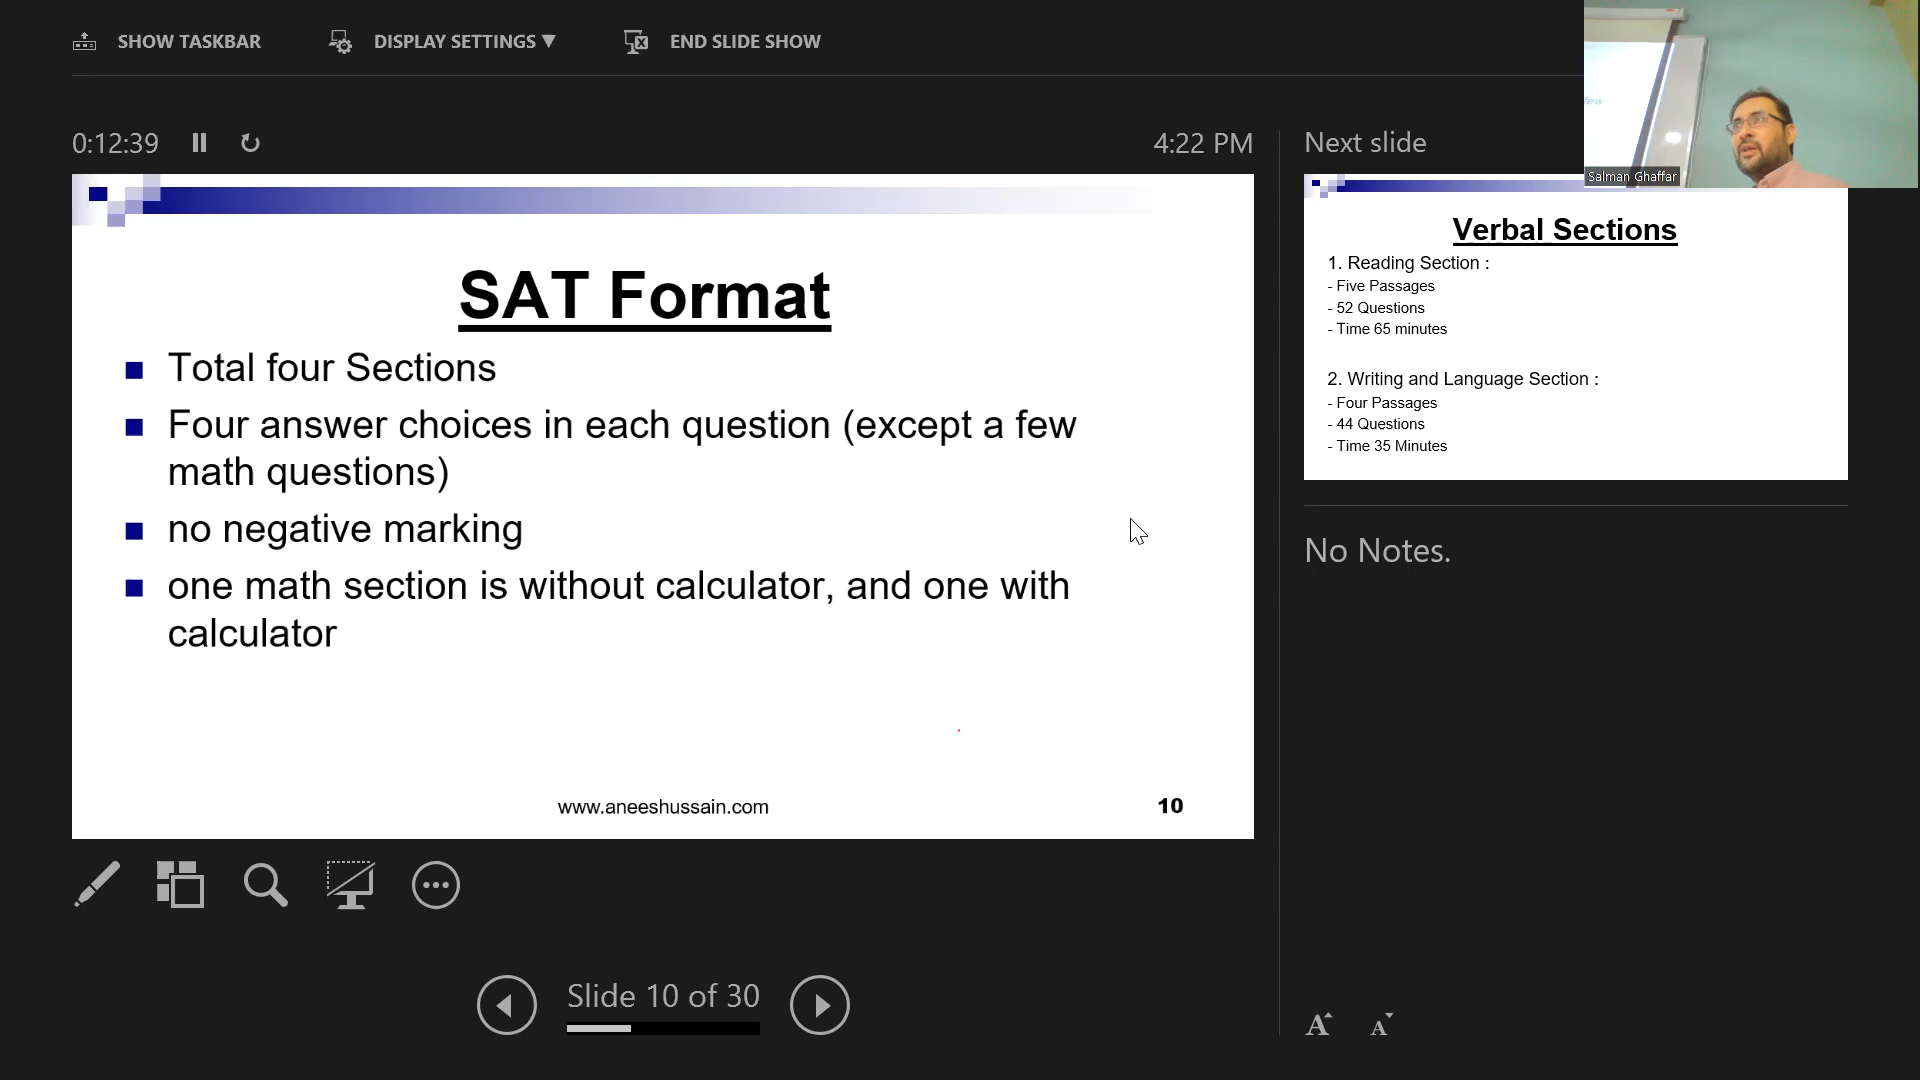 SHOW TASKBAR
DISPLAY SETTINGS ▼
END SLIDE SHOW
0:12:39
4:22 PM
SAT Format
Total four Sections
Four answer choices in each question (except a few
math questions)
no negative marking
one math section is without calculator, and one with
calculator
www.aneeshussain.com
10
Slide 10 of 30
Next slide
few
Salman Ghaffar
Verbal Sections
1. Reading Section :
- Five Passages
- 52 Questions
- Time 65 minutes
2. Writing and Language Section :
- Four Passages
- 44 Questions
- Time 35 Minutes
No Notes.
A
A